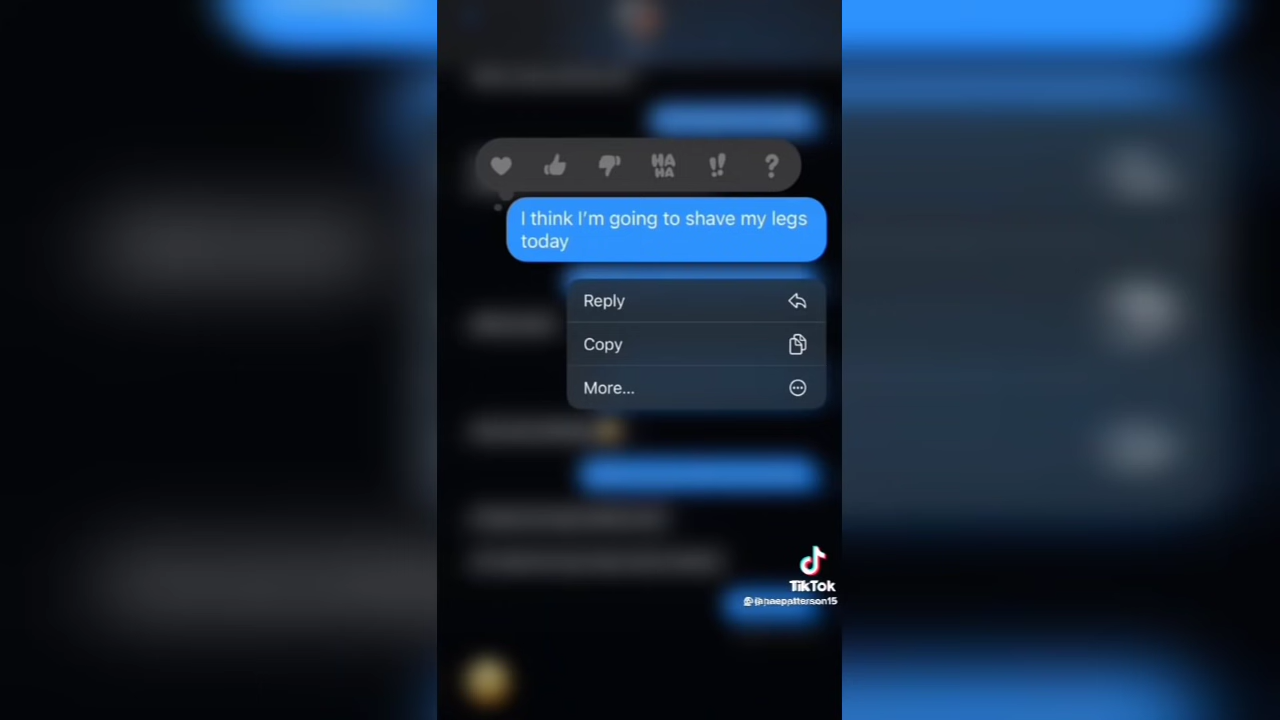 HA
HA
I think I'm going to shave my legs
today
Reply
Copy
More...
TikTok